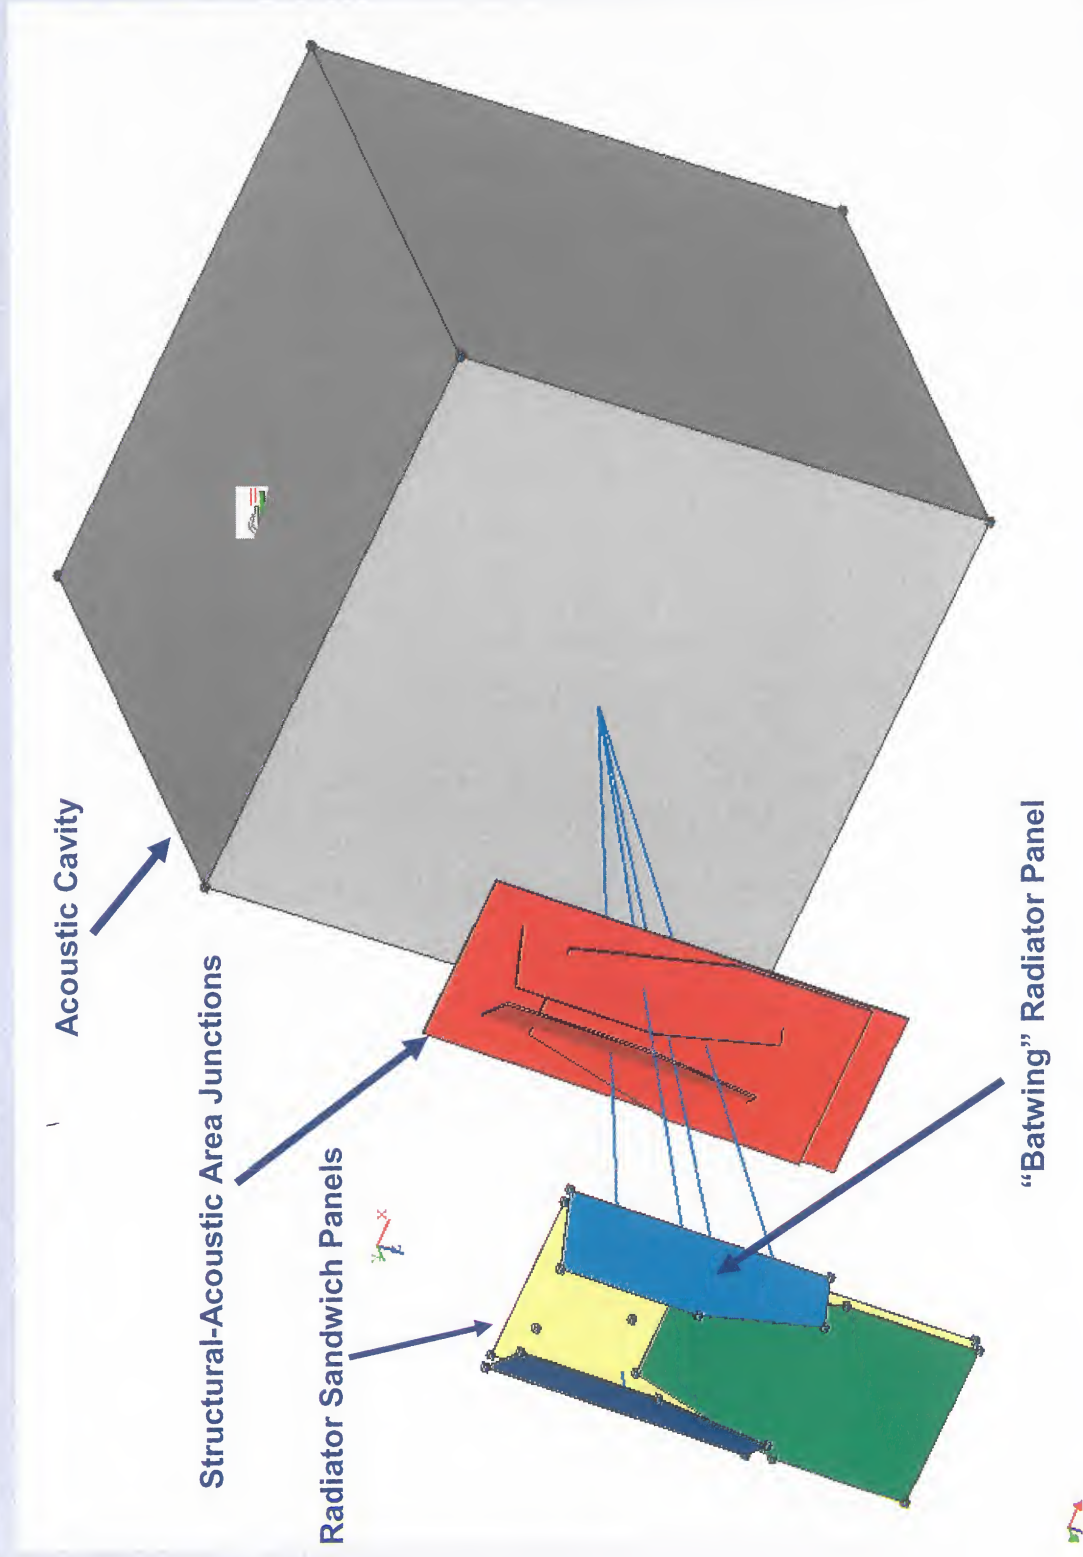 Acoustic Cavity
Structural-Acoustic Area Junctions
Radiator Sandwich Panels
“Batwing” Radiator Panel
X